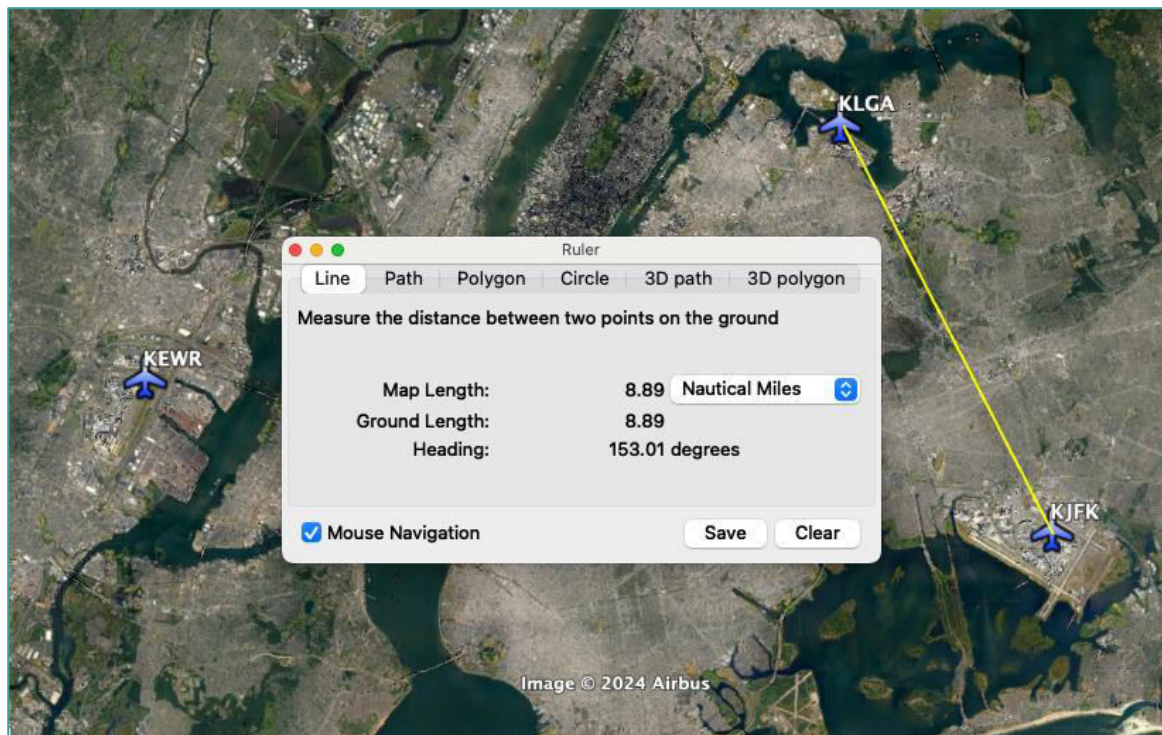 KLGA
Ruler
Line Path Polygon Circle 3D path 3D polygon
Measure the distance between two points on the ground
KEWR
Map Length: 8.89 Nautical Miles
Ground Length: 8.89
Heading: 153.01 degrees
KJFK
Mouse Navigation Save Clear
Image © 2024 Airbus